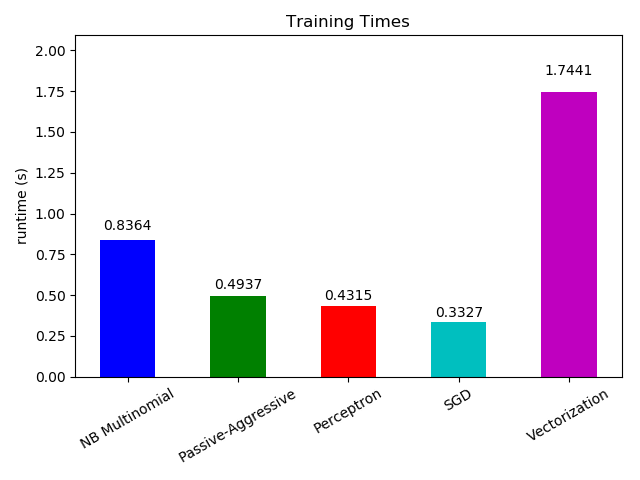 Training Times
runtime (s)
2.00
1.75
1.50
1.25
1.00
0.75
0.50
0.25
0.00
0.8364
0.4937
0.4315
0.3327
1.7441
NB Multinomial
Passive-Aggressive
Perceptron
SGD
Vectorization